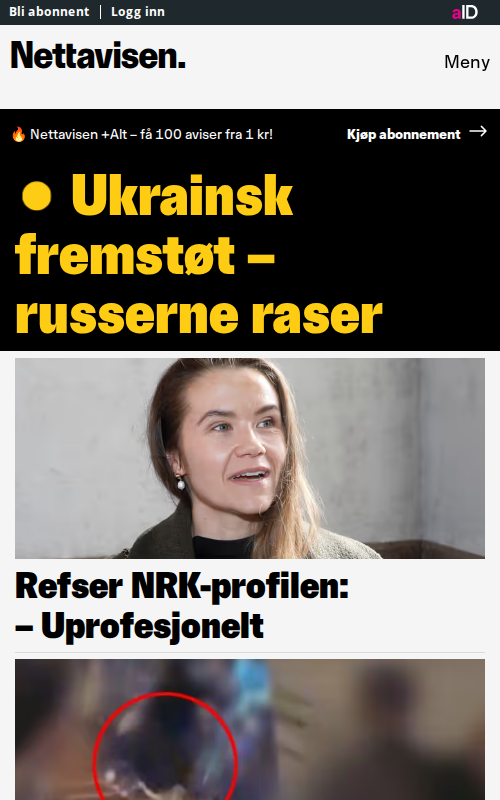 Bli abonnent | Logg inn
aID
Nettavisen.
Meny
🔥 Nettavisen +Alt – få 100 aviser fra 1 kr!
Kjøp abonnement →
● Ukrainsk
fremstøt –
russerne raser
Refser NRK-profilen:
– Uprofesjonelt